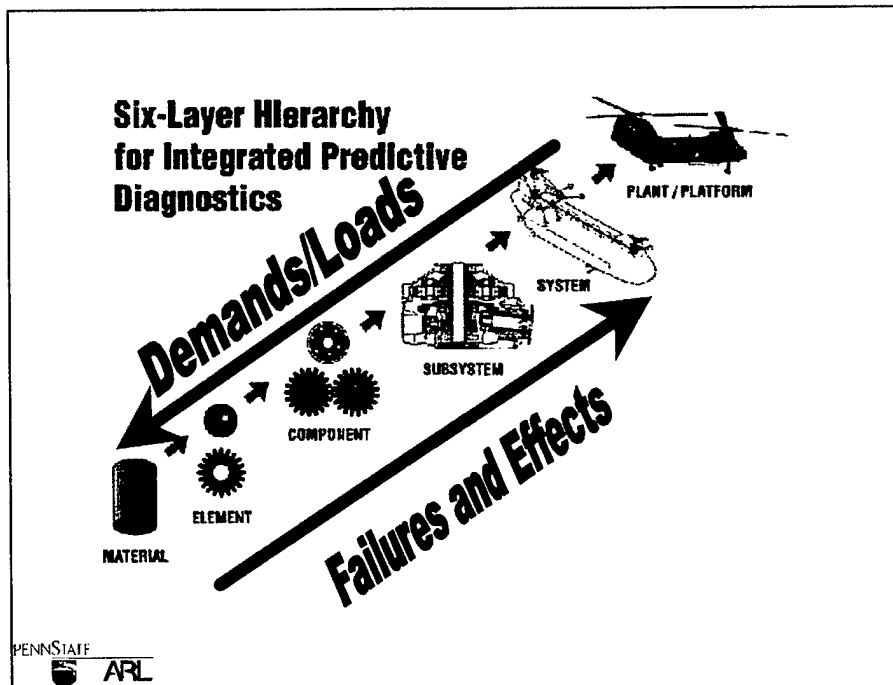 Six-Layer Hierarchy
for Integrated Predictive
Diagnostics
Demands/Loads
PLANT / PLATFORM
SYSTEM
SUBSYSTEM
COMPONENT
ELEMENT
MATERIAL
Failures and Effects
PENNSTATE
ARL